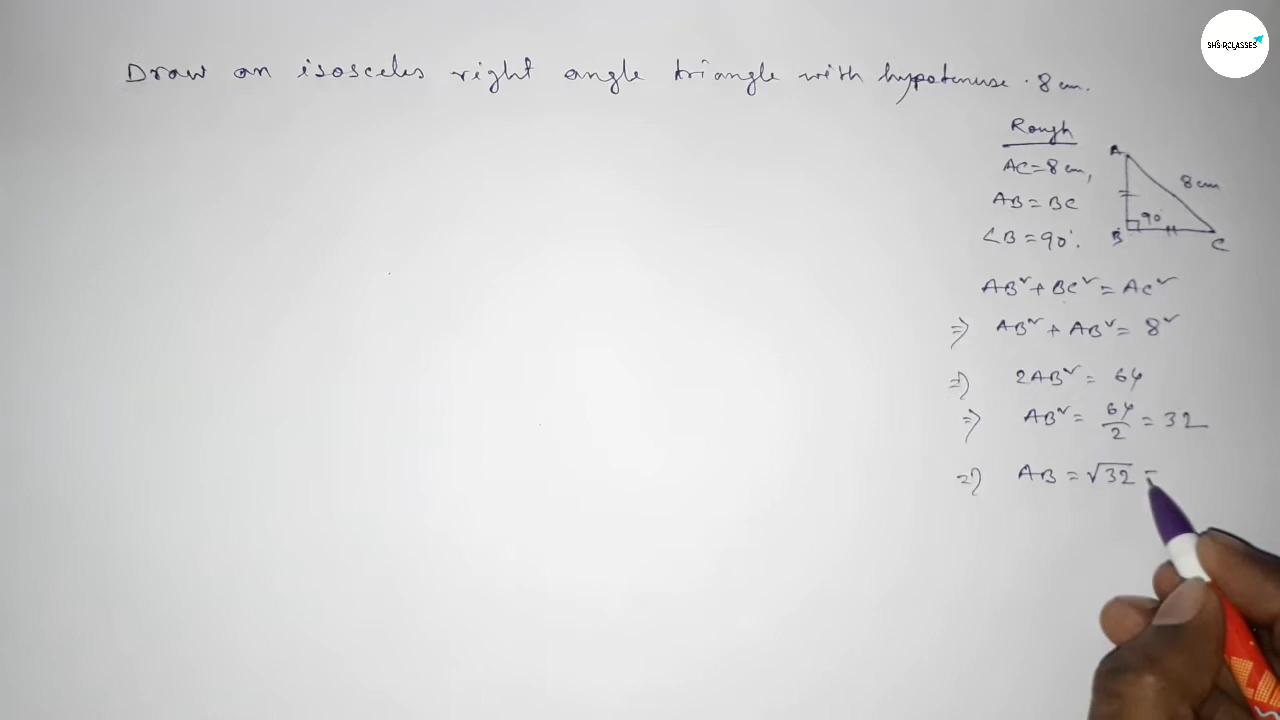 Draw an isosceles right angle triangle with hypotenuse · 8 cm.
SHSIRCLASSES
Rough
AC = 8 cm,
AB = BC
∠B = 90°.
A
8 cm
90°
B
C
AB² + BC² = AC²
⇒ AB² + AB² = 8²
⇒ 2AB² = 64
⇒ AB² = 64/2 = 32
⇒ AB = √32 =